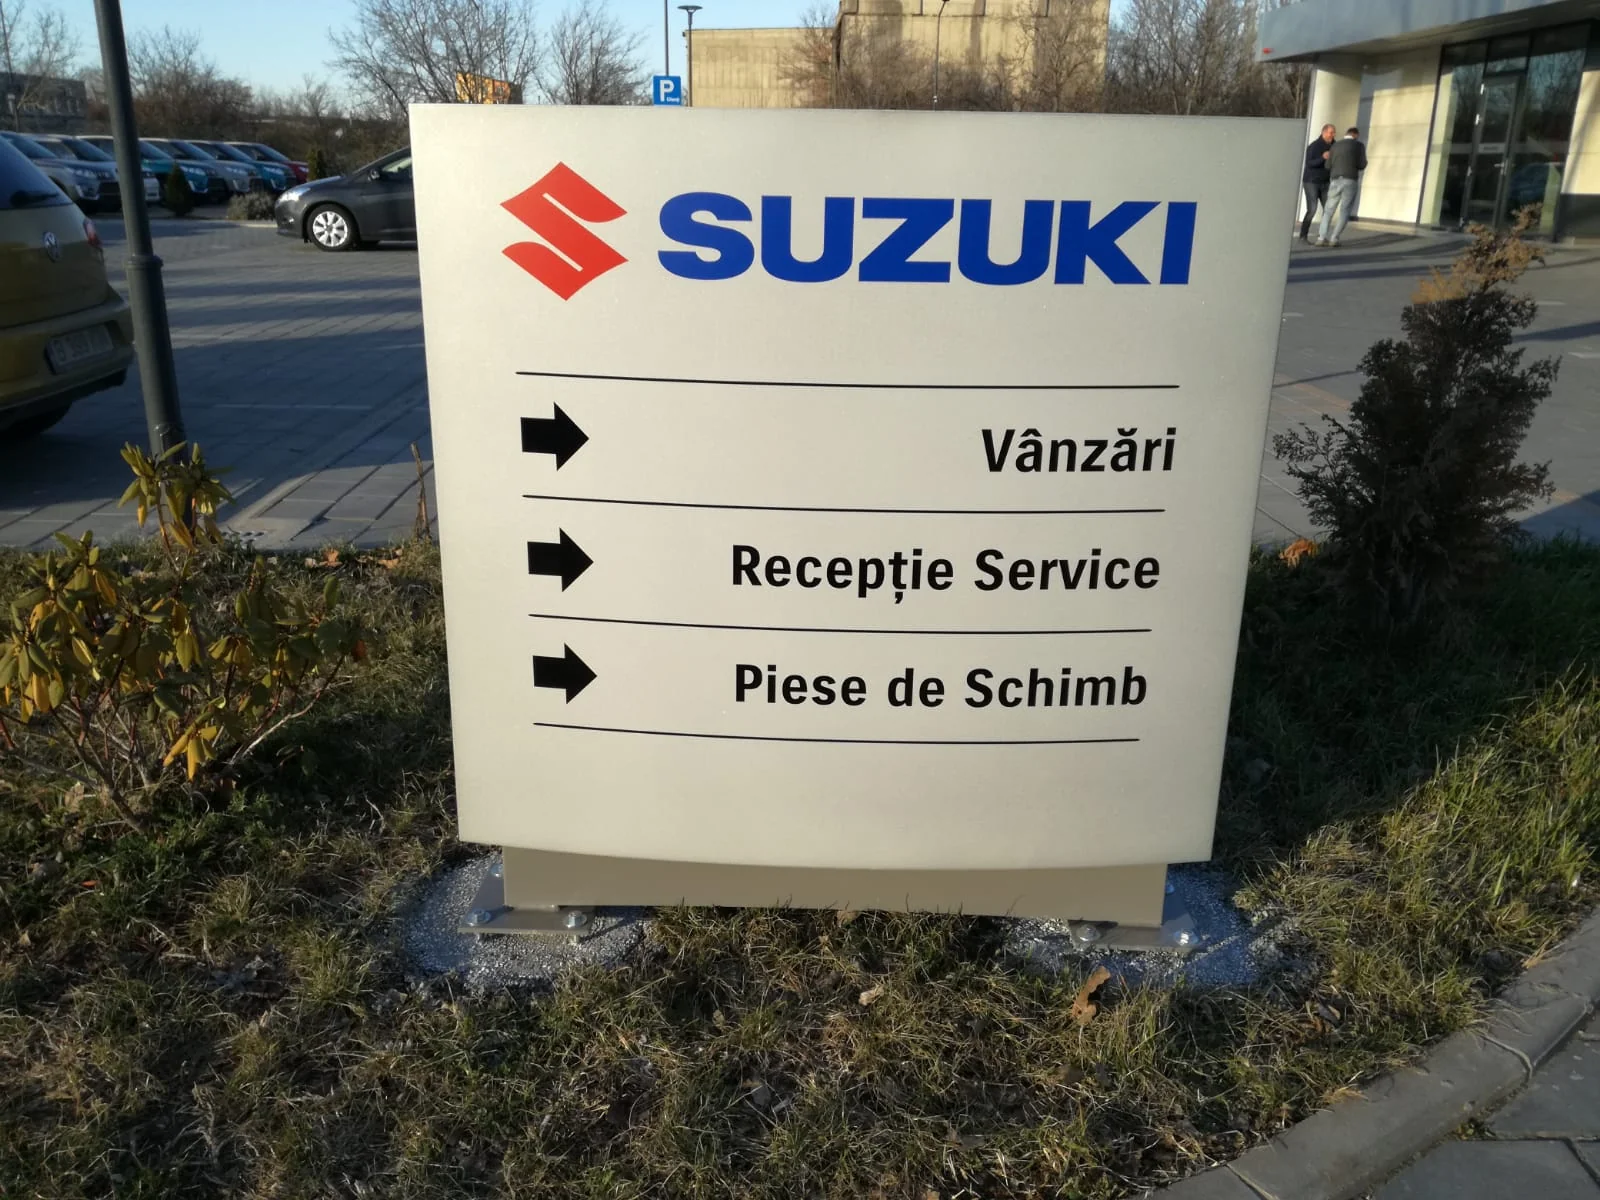 P
SUZUKI
Vânzări
Recepție Service
Piese de Schimb